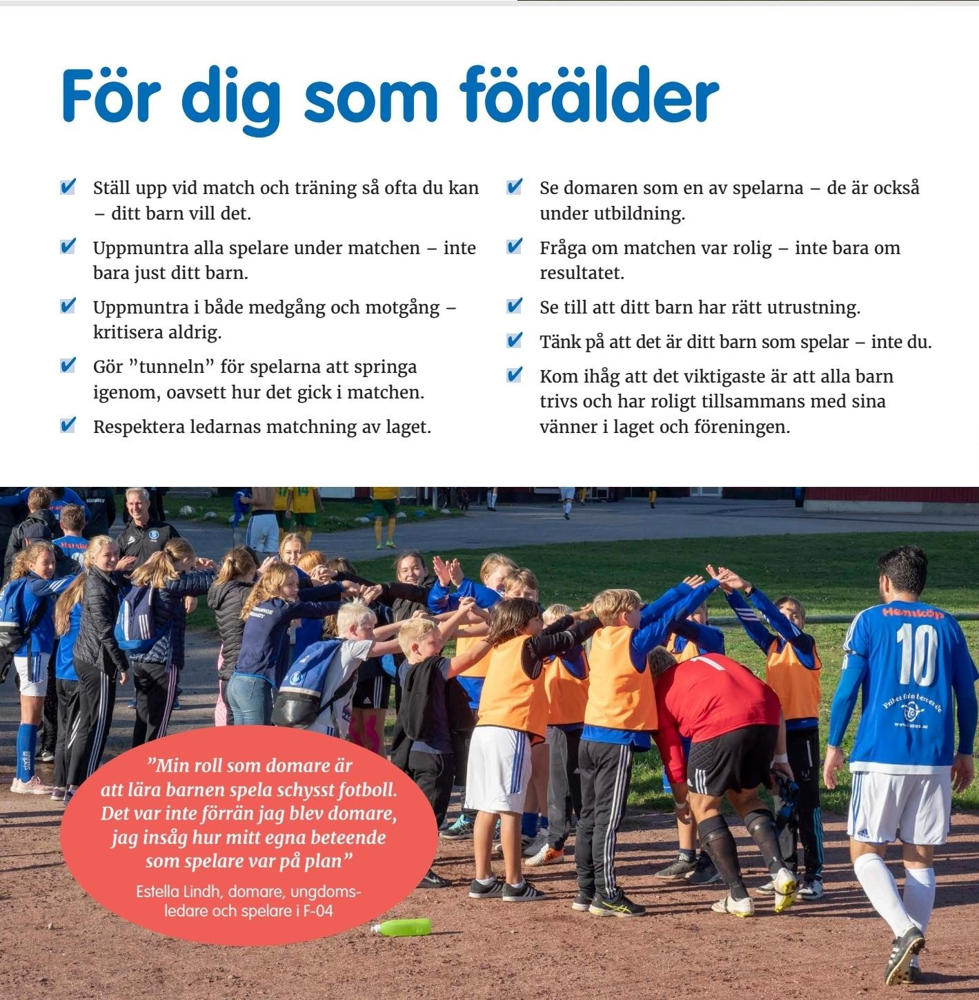 För dig som förälder
Ställ upp vid match och träning så ofta du kan
– ditt barn vill det.
Uppmuntra alla spelare under matchen – inte
bara just ditt barn.
Uppmuntra i både medgång och motgång –
kritisera aldrig.
Gör ”tunneln” för spelarna att springa
igenom, oavsett hur det gick i matchen.
Respektera ledarnas matchning av laget.
Se domaren som en av spelarna – de är också
under utbildning.
Fråga om matchen var rolig – inte bara om
resultatet.
Se till att ditt barn har rätt utrustning.
Tänk på att det är ditt barn som spelar – inte du.
Kom ihåg att det viktigaste är att alla barn
trivs och har roligt tillsammans med sina
vänner i laget och föreningen.
14
Hemköp
10
1
”Min roll som domare är
att lära barnen spela schysst fotboll.
Det var inte förrän jag blev domare,
jag insåg hur mitt egna beteende
som spelare var på plan”
Estella Lindh, domare, ungdoms-
ledare och spelare i F-04